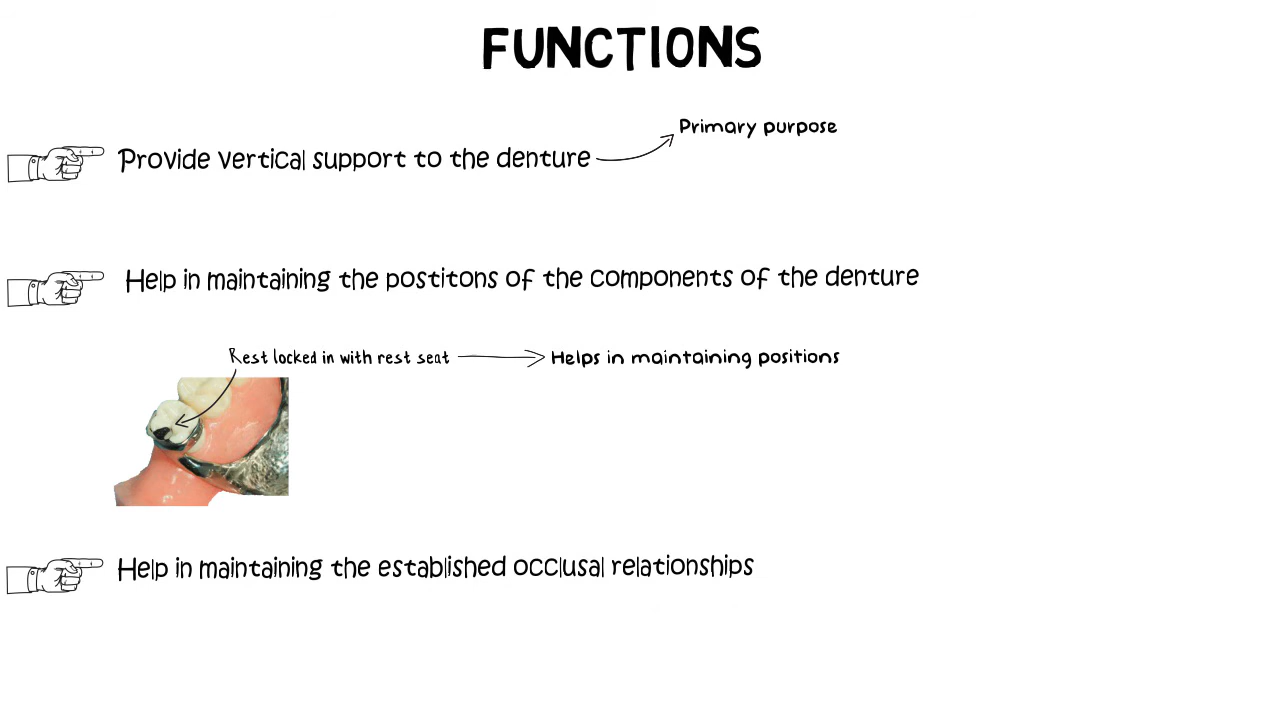 FUNCTIONS
Primary purpose
Provide vertical support to the denture
Help in maintaining the postitons of the components of the denture
Rest locked in with rest seat
Helps in maintaining positions
Help in maintaining the established occlusal relationships